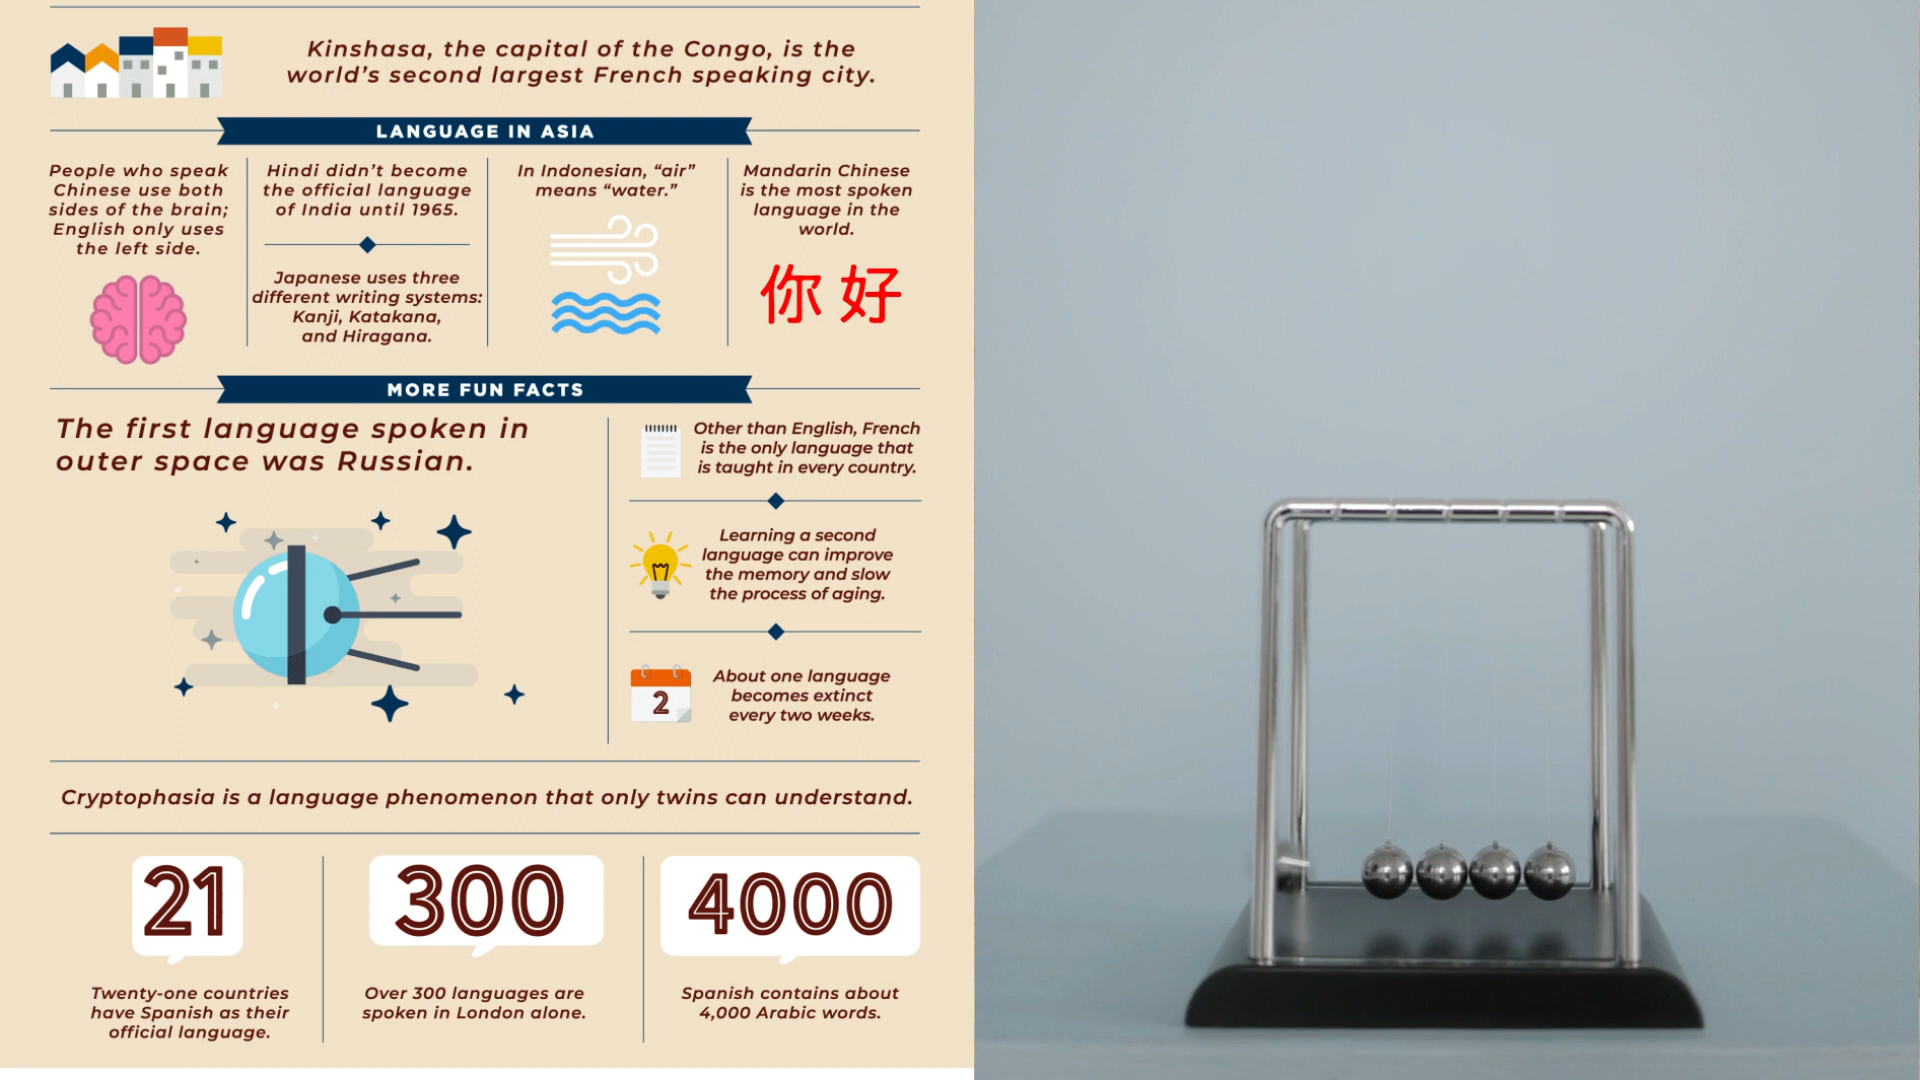 Kinshasa, the capital of the Congo, is the
world's second largest French speaking city.
LANGUAGE IN ASIA
People who speak
Chinese use both
sides of the brain;
English only uses
the left side.
Hindi didn't become
the official language
of India until 1965.
Japanese uses three
different writing systems:
Kanji, Katakana,
and Hiragana.
In Indonesian, “air”
means “water.”
Mandarin Chinese
is the most spoken
language in the
world.
你好
MORE FUN FACTS
The first language spoken in
outer space was Russian.
Other than English, French
is the only language that
is taught in every country.
Learning a second
language can improve
the memory and slow
the process of aging.
2
About one language
becomes extinct
every two weeks.
Cryptophasia is a language phenomenon that only twins can understand.
21
Twenty-one countries
have Spanish as their
official language.
300
Over 300 languages are
spoken in London alone.
4000
Spanish contains about
4,000 Arabic words.